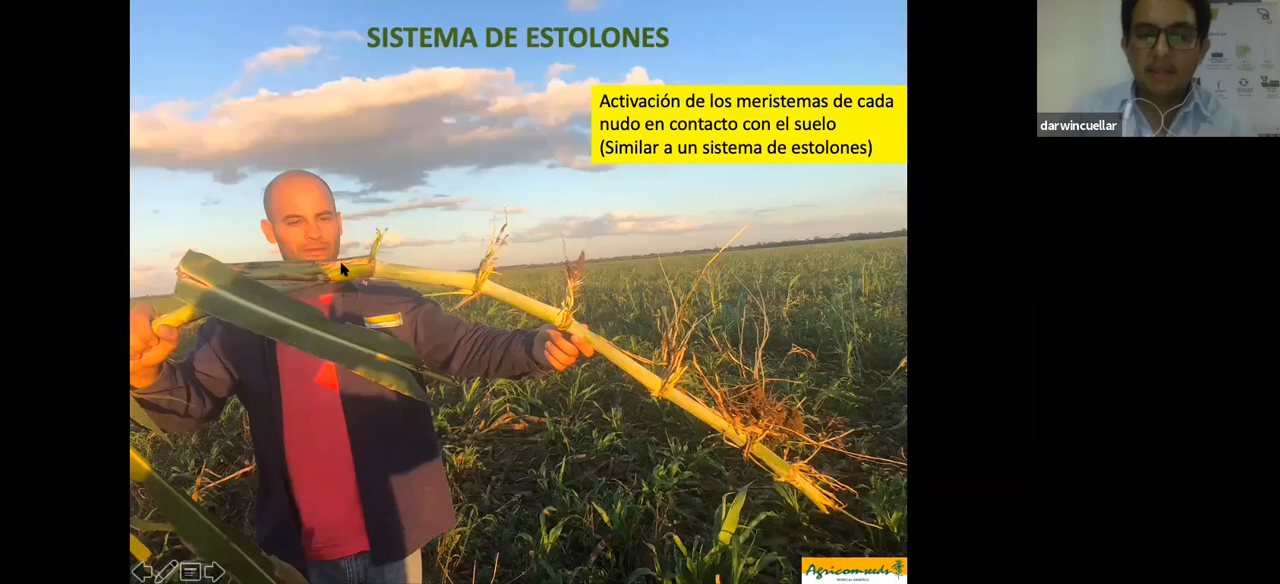 SISTEMA DE ESTOLONES
Activación de los meristemas de cada
nudo en contacto con el suelo
(Similar a un sistema de estolones)
darwincuellar
Agricomseeds